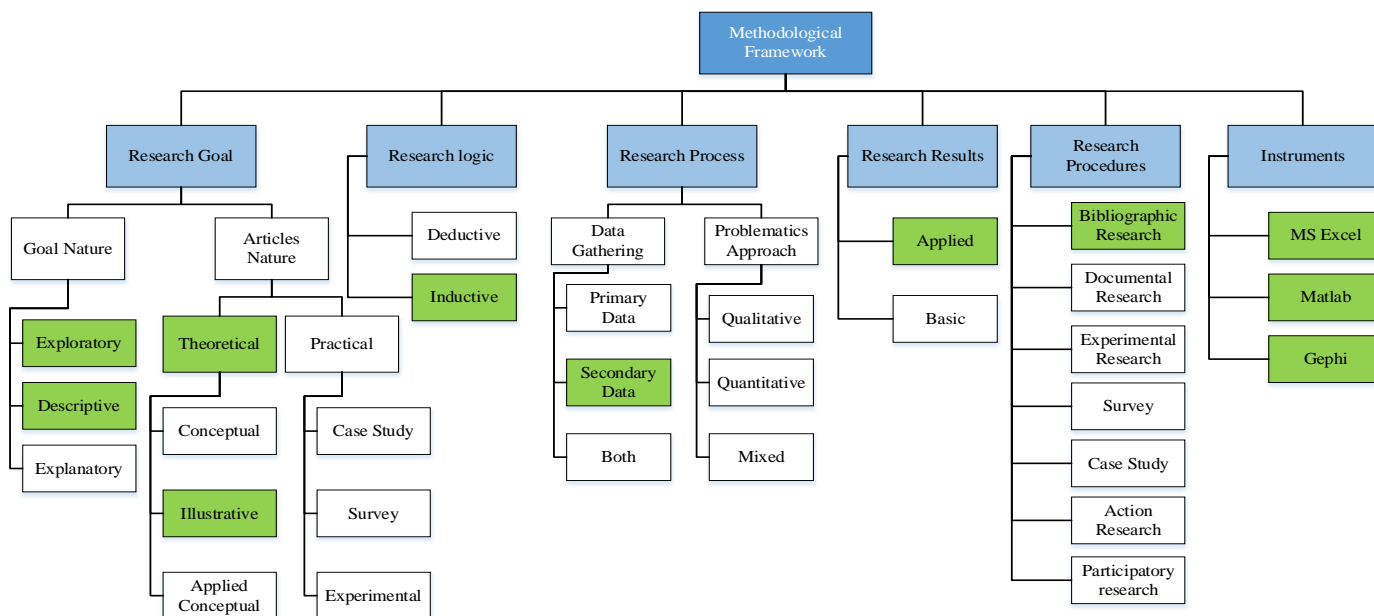 Methodological
Framework
Research Goal
Research logic
Research Process
Research Results
Research
Procedures
Instruments
Goal Nature
Articles
Nature
Exploratory
Descriptive
Explanatory
Theoretical
Practical
Conceptual
Illustrative
Applied
Conceptual
Case Study
Survey
Experimental
Deductive
Inductive
Data
Gathering
Problematics
Approach
Primary
Data
Secondary
Data
Both
Qualitative
Quantitative
Mixed
Applied
Basic
Bibliographic
Research
Documental
Research
Experimental
Research
Survey
Case Study
Action
Research
Participatory
research
MS Excel
Matlab
Gephi